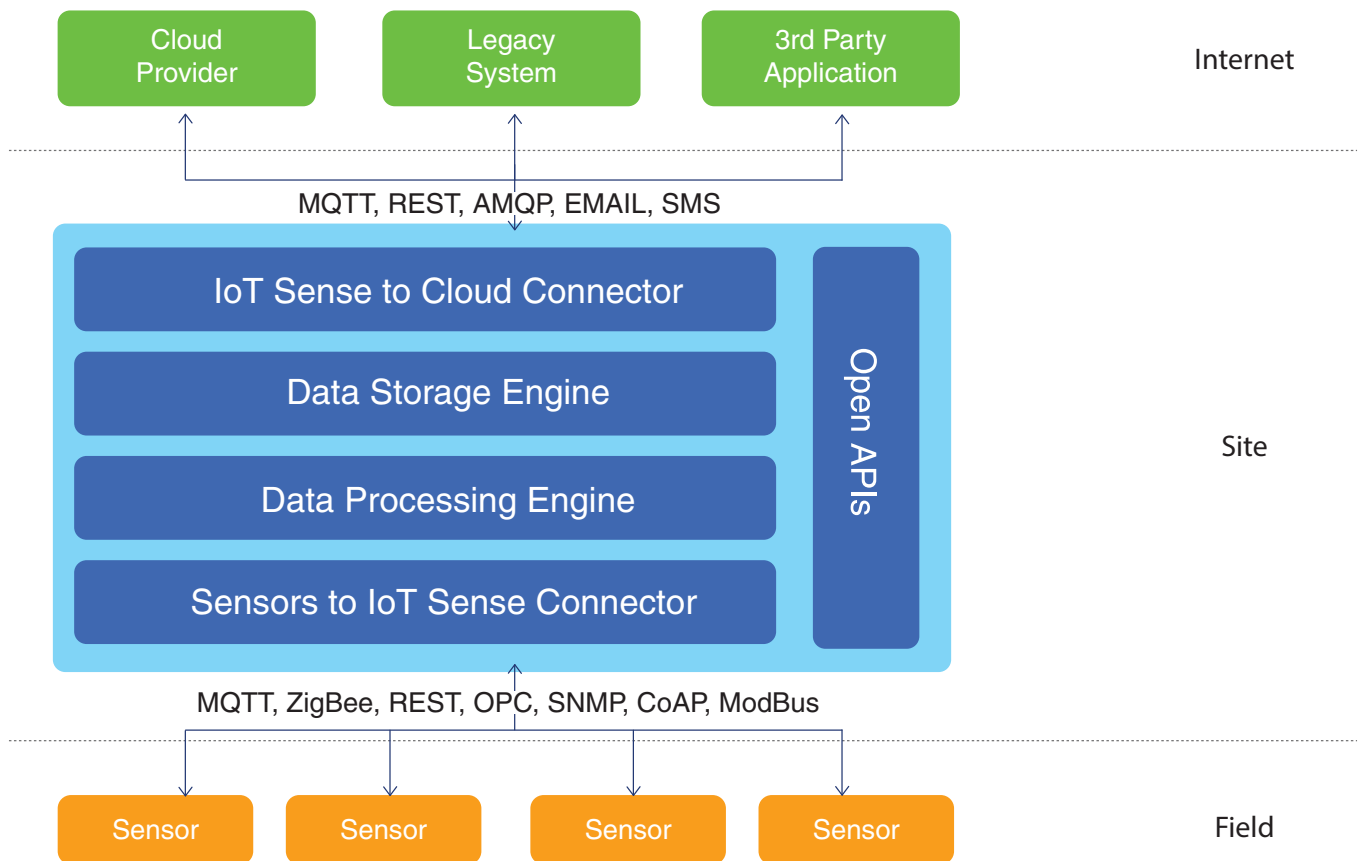 Cloud
Provider
Legacy
System
3rd Party
Application
Internet
MQTT, REST, AMQP, EMAIL, SMS
IoT Sense to Cloud Connector
Data Storage Engine
Data Processing Engine
Sensors to IoT Sense Connector
Open APIs
Site
MQTT, ZigBee, REST, OPC, SNMP, CoAP, ModBus
Sensor
Sensor
Sensor
Sensor
Field